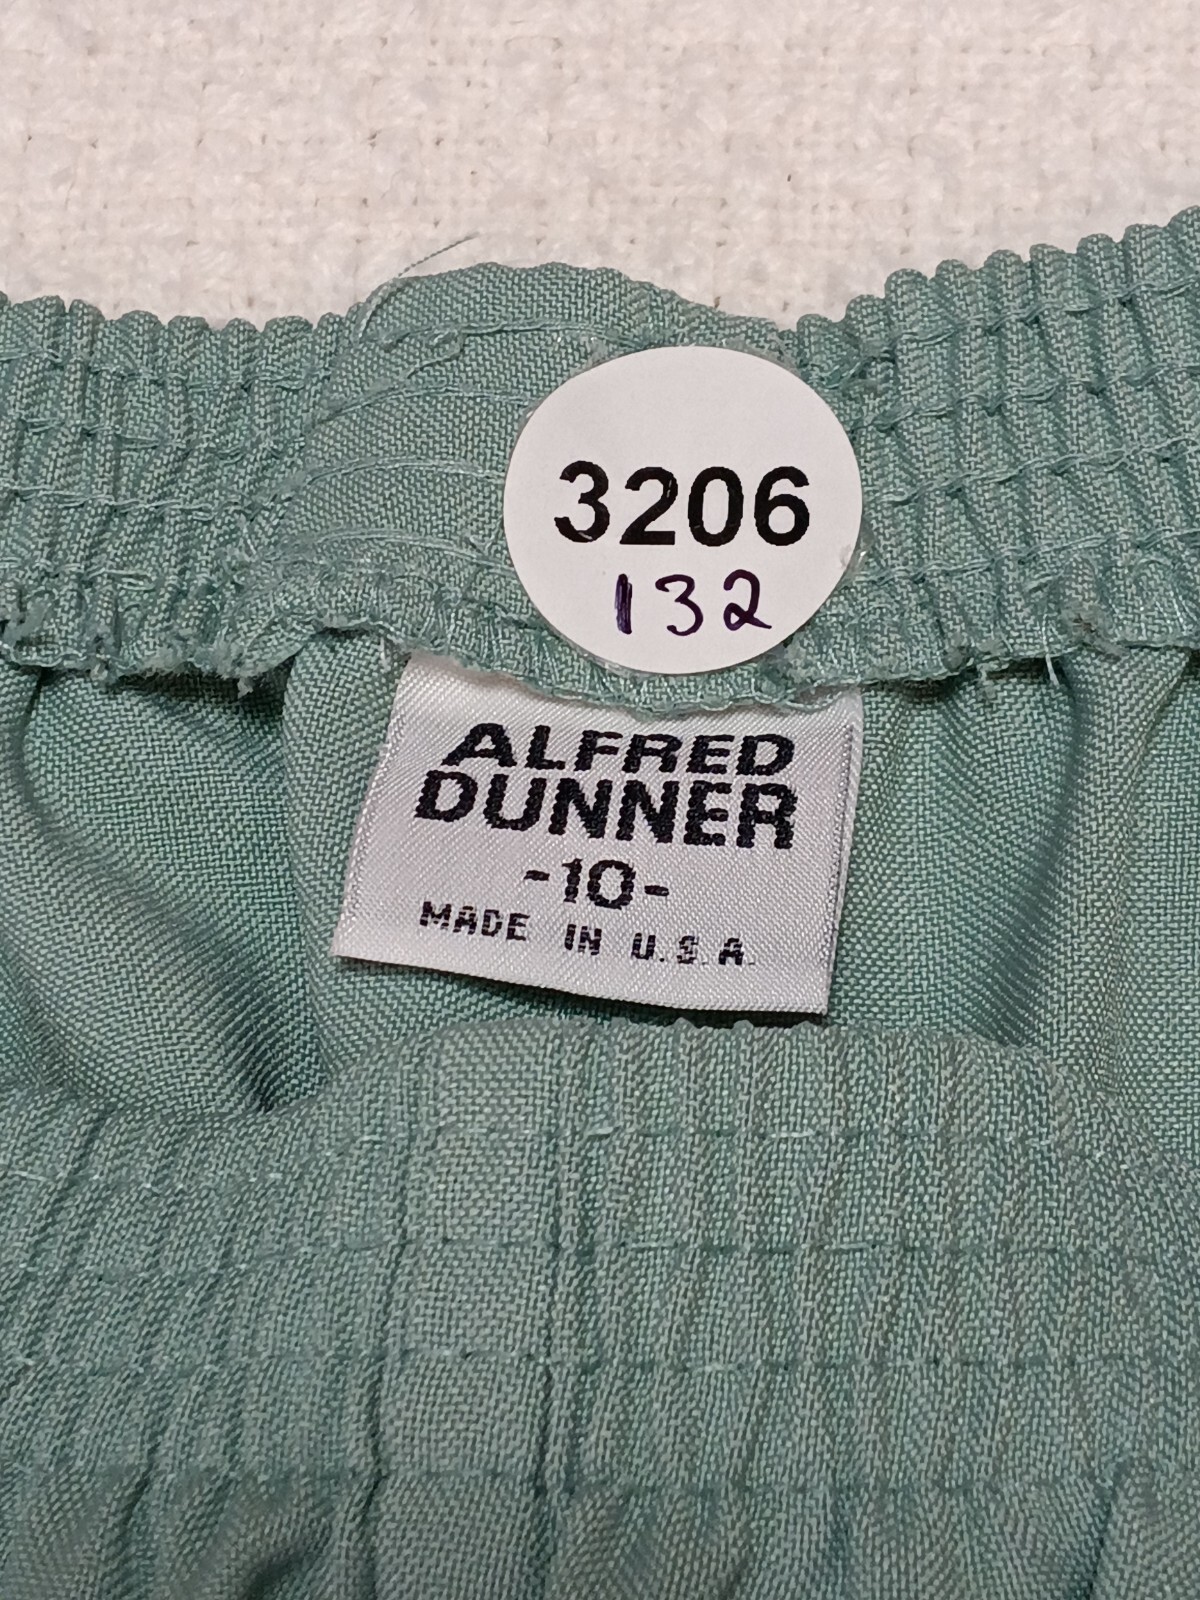 3206
132
ALFRED
DUNNER
-10-
MADE IN U.S.A.